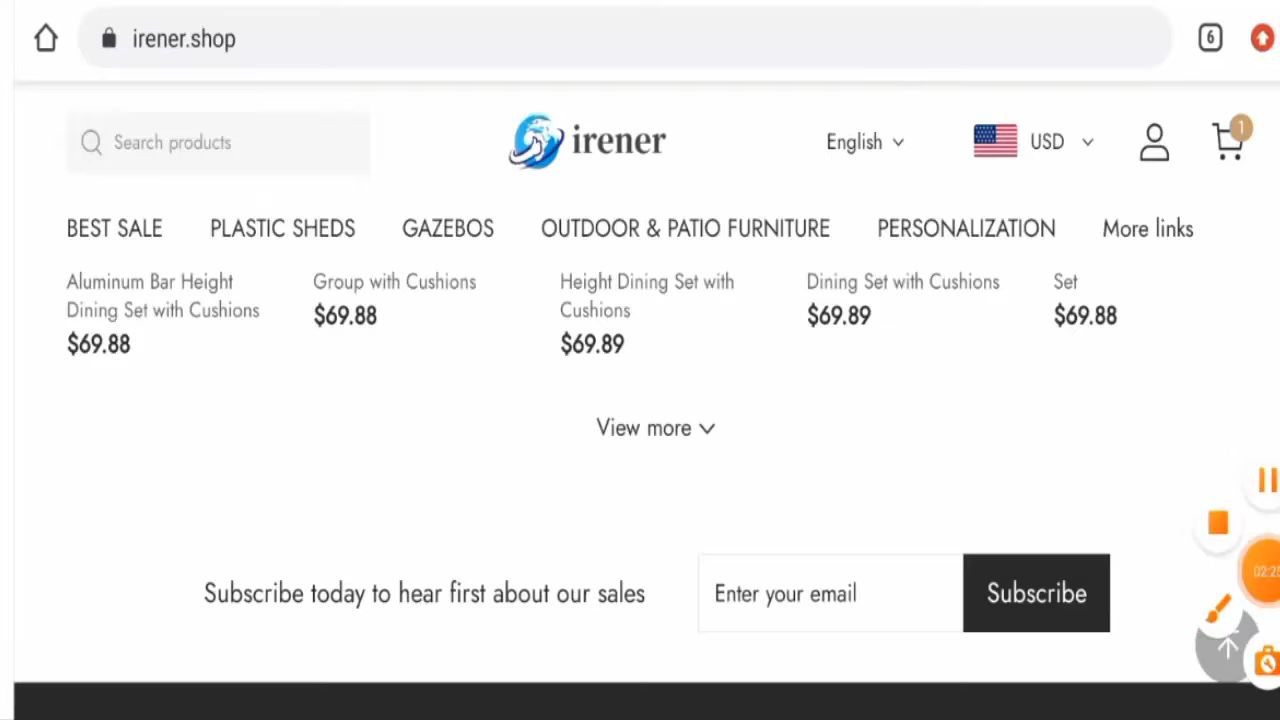 irener.shop
6
Search products
irener
English
USD
1
BEST SALE
PLASTIC SHEDS
GAZEBOS
OUTDOOR & PATIO FURNITURE
PERSONALIZATION
More links
Aluminum Bar Height
Dining Set with Cushions
$69.88
Group with Cushions
$69.88
Height Dining Set with
Cushions
$69.89
Dining Set with Cushions
$69.89
Set
$69.88
View more
Subscribe today to hear first about our sales
Enter your email
Subscribe